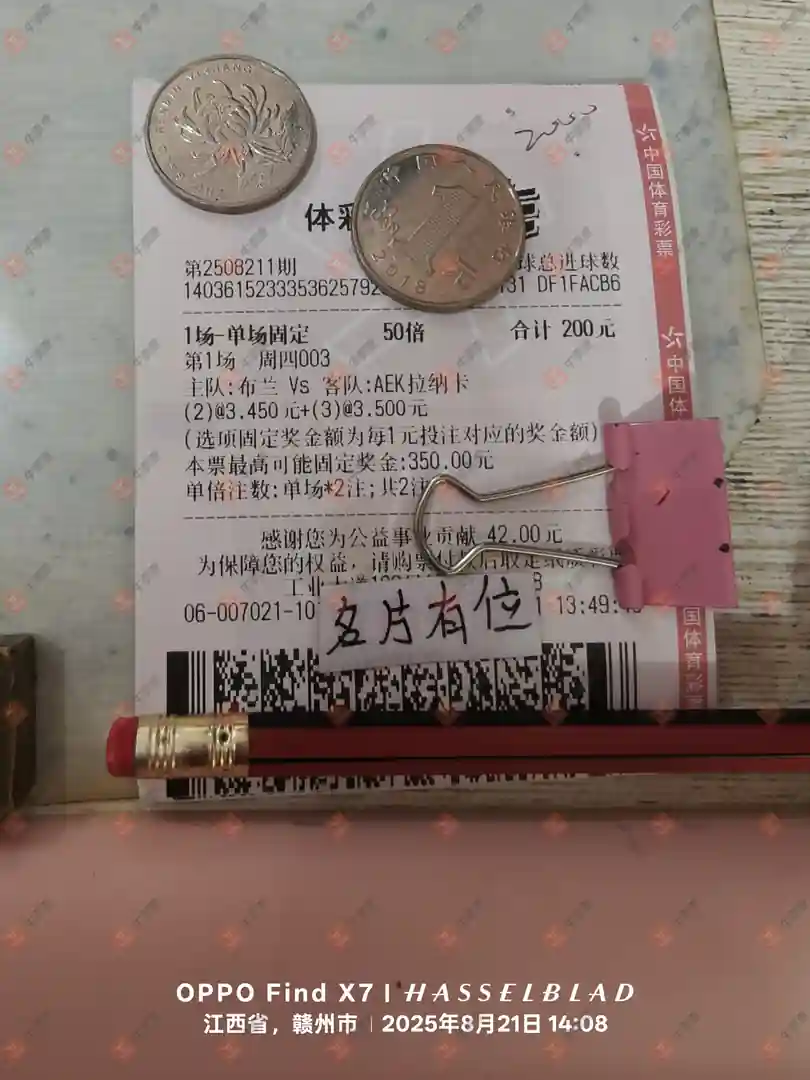 2000
体彩
第2508211期
球总进球数
DF1FACB6
1场-单场固定 50倍 合计 200元
第1场 周四003
主队:布兰 Vs 客队:AEK拉纳卡
(2)@3.450元+(3)@3.500元
(选项固定奖金额为每1元投注对应的奖金额)
本票最高可能固定奖金:350.00元
单倍注数:单场*2注;共2注
感谢您为公益事业贡献 42.00元
为保障您的权益,请购票
06-007021-10
13:49:
名片有位
中国体育彩票
中国体
国体育彩
2018
OPPO Find X7 | HASSELBLAD
江西省,赣州市 | 2025年8月21日 14:08